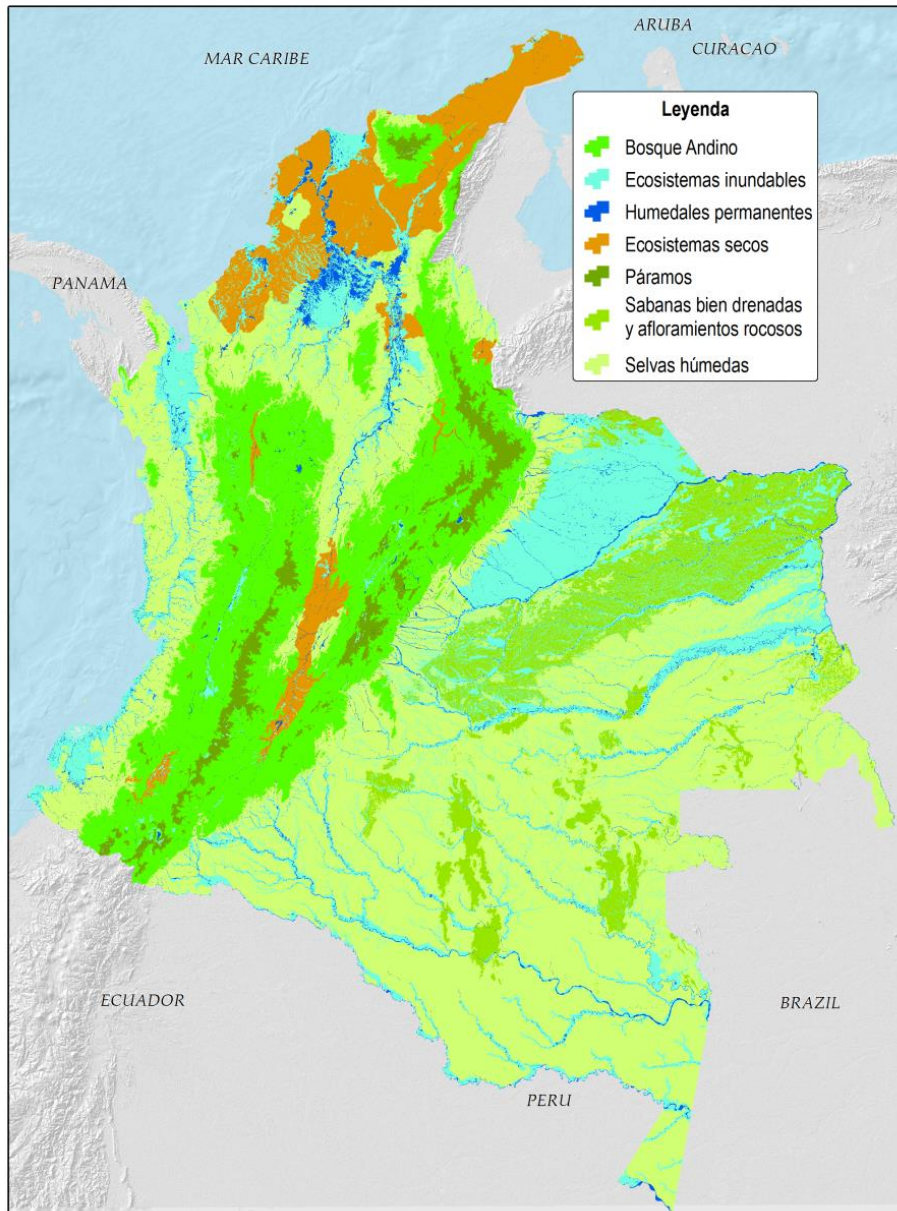 ARUBA
CURACAO
MAR CARIBE
Leyenda
Bosque Andino
Ecosistemas inundables
Humedales permanentes
Ecosistemas secos
Páramos
Sabanas bien drenadas
y afloramientos rocosos
Selvas húmedas
PANAMA
ECUADOR
BRAZIL
PERU